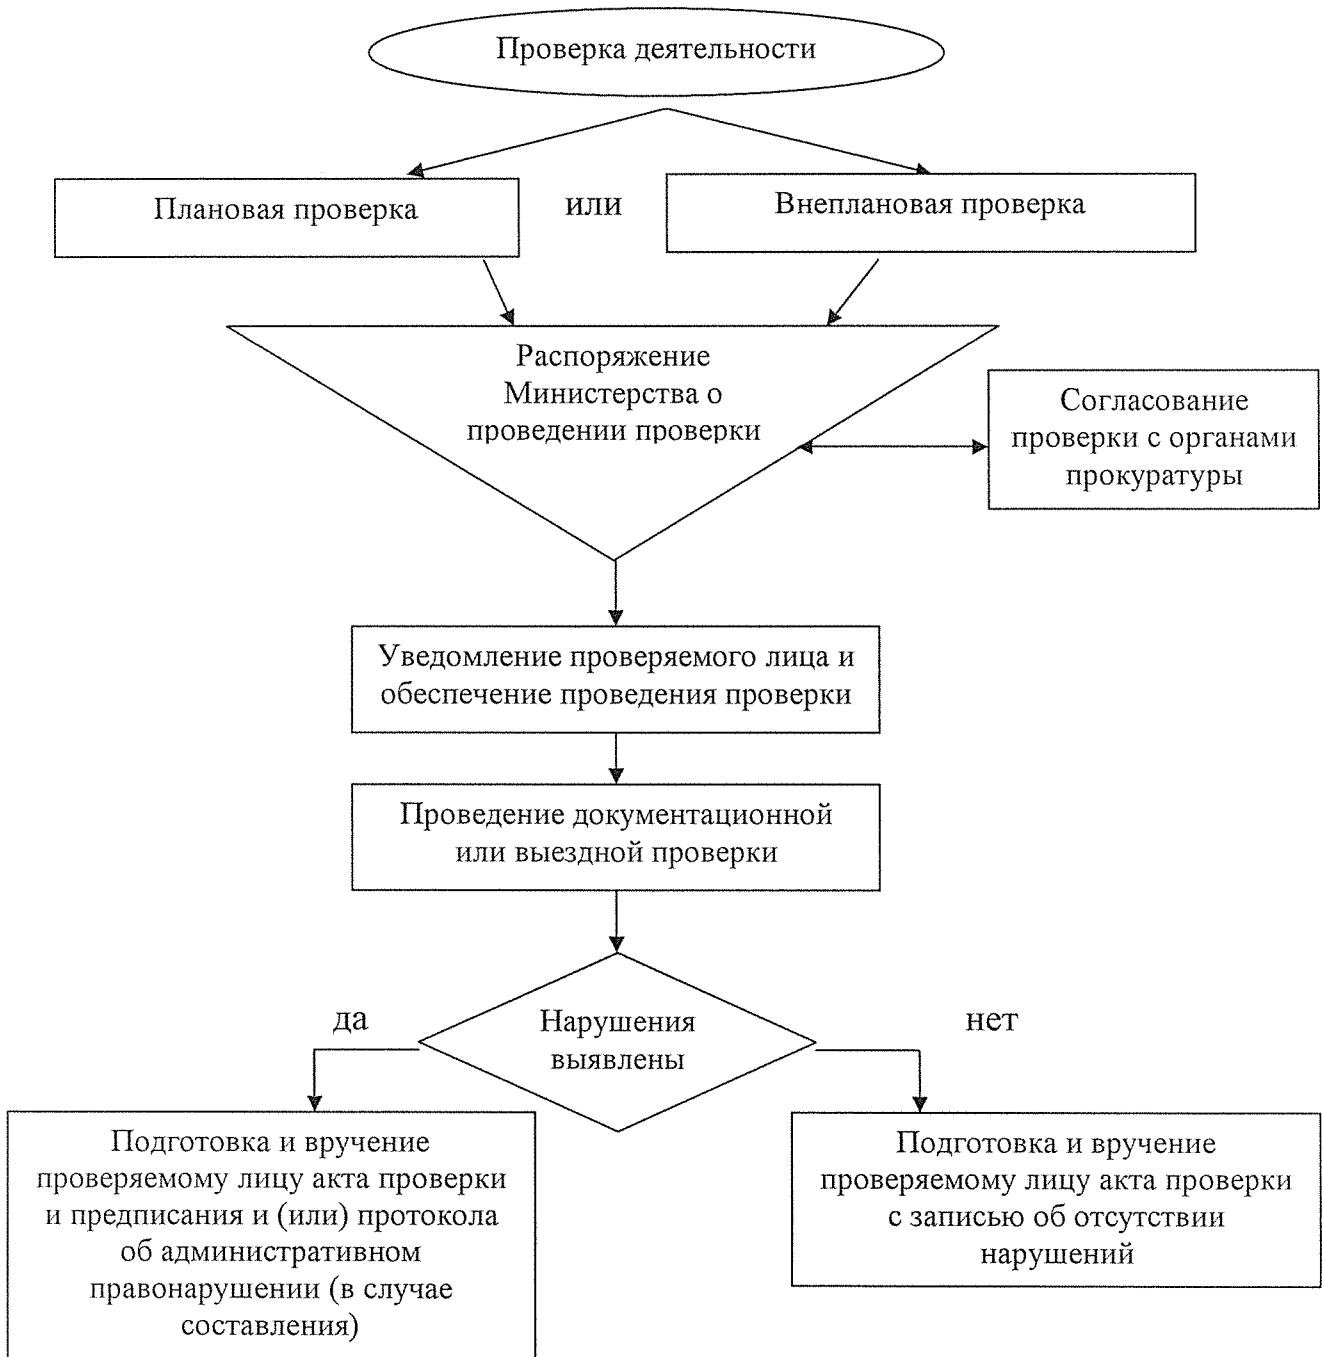 Проверка деятельности
Плановая проверка
или
Внеплановая проверка
Распоряжение
Министерства о
проведении проверки
Согласование
проверки с органами
прокуратуры
Уведомление проверяемого лица и
обеспечение проведения проверки
Проведение документационной
или выездной проверки
да
Нарушения
выявлены
нет
Подготовка и вручение
проверяемому лицу акта проверки
и предписания и (или) протокола
об административном
правонарушении (в случае
составления)
Подготовка и вручение
проверяемому лицу акта проверки
с записью об отсутствии
нарушений